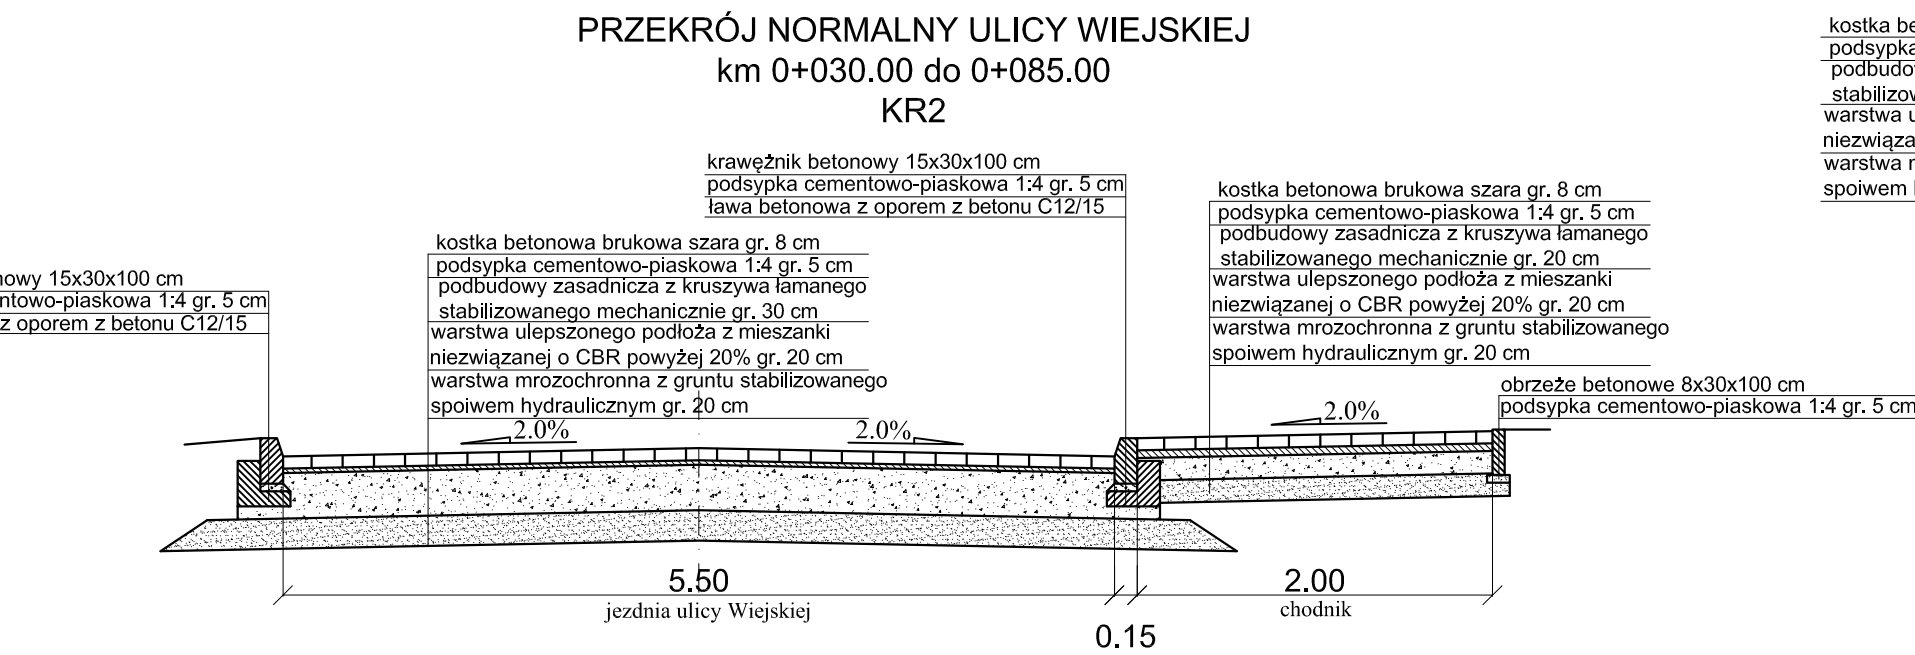 PRZEKRÓJ NORMALNY ULICY WIEJSKIEJ
km 0+030.00 do 0+085.00
KR2
15x30x100 cm
1:4 gr. 5 cm
z oporem z betonu C12/15
kostka betonowa brukowa szara gr. 8 cm
podsypka cementowo-piaskowa 1:4 gr. 5 cm
podbudowy zasadnicza z kruszywa łamanego
stabilizowanego mechanicznie gr. 30 cm
warstwa ulepszonego podłoża z mieszanki
niezwiązanej o CBR powyżej 20% gr. 20 cm
warstwa mrozochronna z gruntu stabilizowanego
spoiwem hydraulicznym gr. 20 cm
krawężnik betonowy 15x30x100 cm
podsypka cementowo-piaskowa 1:4 gr. 5 cm
ława betonowa z oporem z betonu C12/15
kostka betonowa brukowa szara gr. 8 cm
podsypka cementowo-piaskowa 1:4 gr. 5 cm
podbudowy zasadnicza z kruszywa łamanego
stabilizowanego mechanicznie gr. 20 cm
warstwa ulepszonego podłoża z mieszanki
niezwiązanej o CBR powyżej 20% gr. 20 cm
warstwa mrozochronna z gruntu stabilizowanego
spoiwem hydraulicznym gr. 20 cm
obrzeże betonowe 8x30x100 cm
podsypka cementowo-piaskowa 1:4 gr. 5 cm
kostka
warstwa
warstwa
spoiwem
2.0%
2.0%
2.0%
5.50
jezdnia ulicy Wiejskiej
0.15
2.00
chodnik